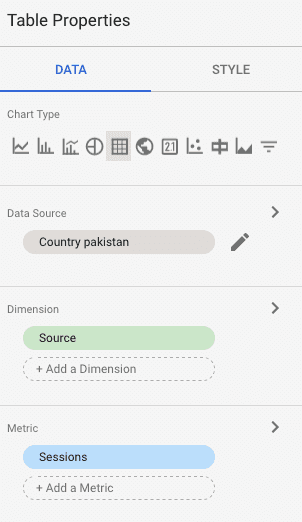 Table Properties
DATA STYLE
Chart Type
21
Data Source
Country pakistan
Dimension
Source
+ Add a Dimension
Metric
Sessions
+ Add a Metric